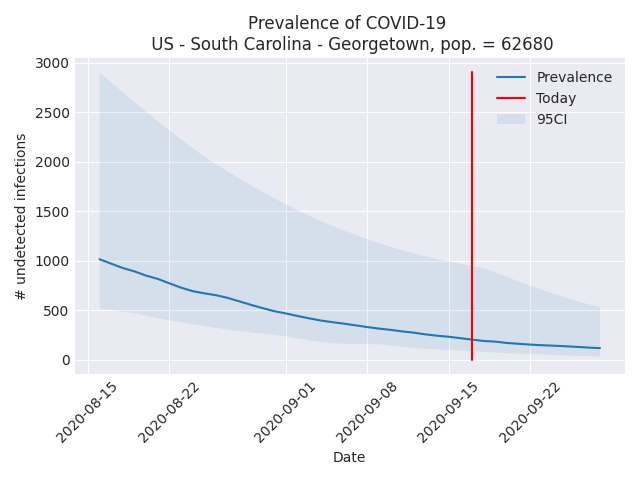 Prevalence of COVID-19
US - South Carolina - Georgetown, pop. = 62680
# undetected infections
3000
2500
2000
1500
1000
500
0
Prevalence
Today
95CI
2020-08-15
2020-08-22
2020-09-01
2020-09-08
2020-09-15
2020-09-22
Date